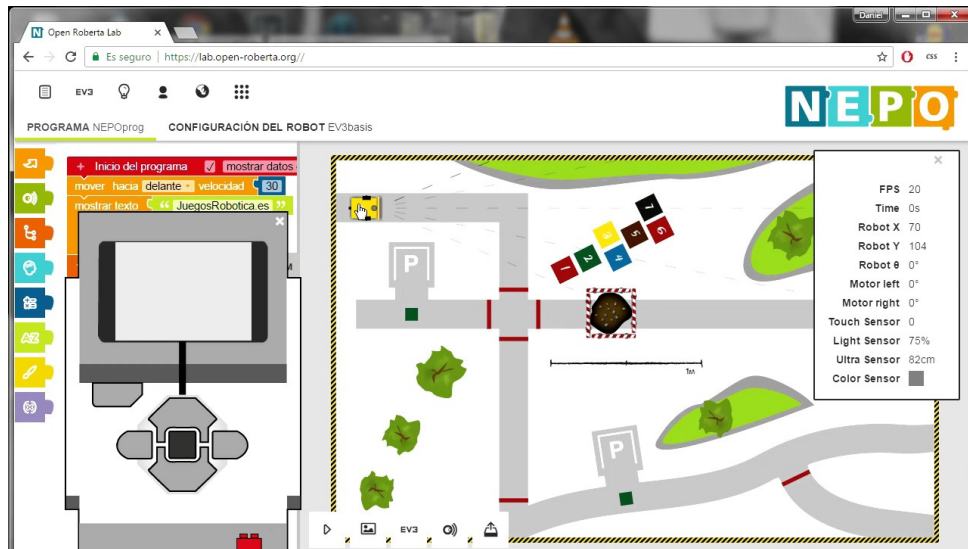 Daniel
Open Roberta Lab
Es seguro | https://lab.open-roberta.org//
css
EV3
NEPO
PROGRAMA NEPOprog CONFIGURACIÓN DEL ROBOT EV3basis
+ Inicio del programa mostrar datos
mover hacia delante velocidad 30
mostrar texto “ JuegosRobotica.es ”
M
P
1 2 3 4 5 6 7
1m
P
EV3
FPS 20
Time 0s
Robot X 70
Robot Y 104
Robot θ 0°
Motor left 0°
Motor right 0°
Touch Sensor 0
Light Sensor 75%
Ultra Sensor 82cm
Color Sensor